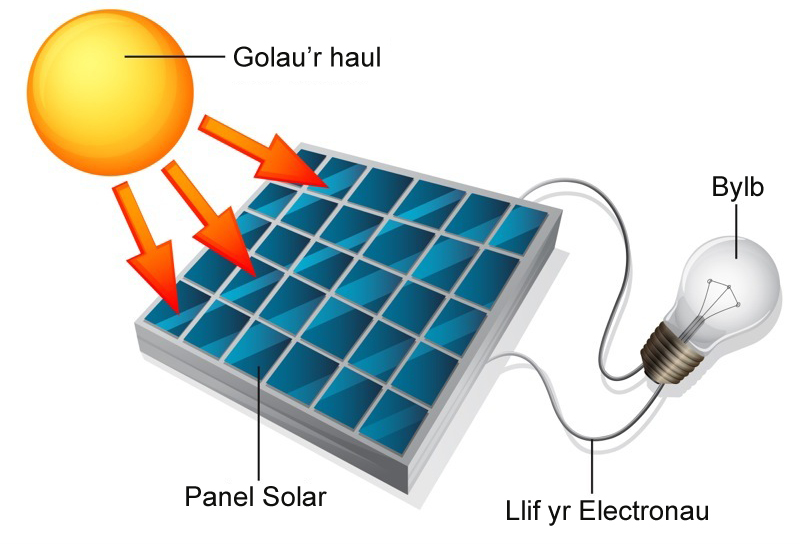 Golau’r haul
Bylb
Panel Solar
Llif yr Electronau